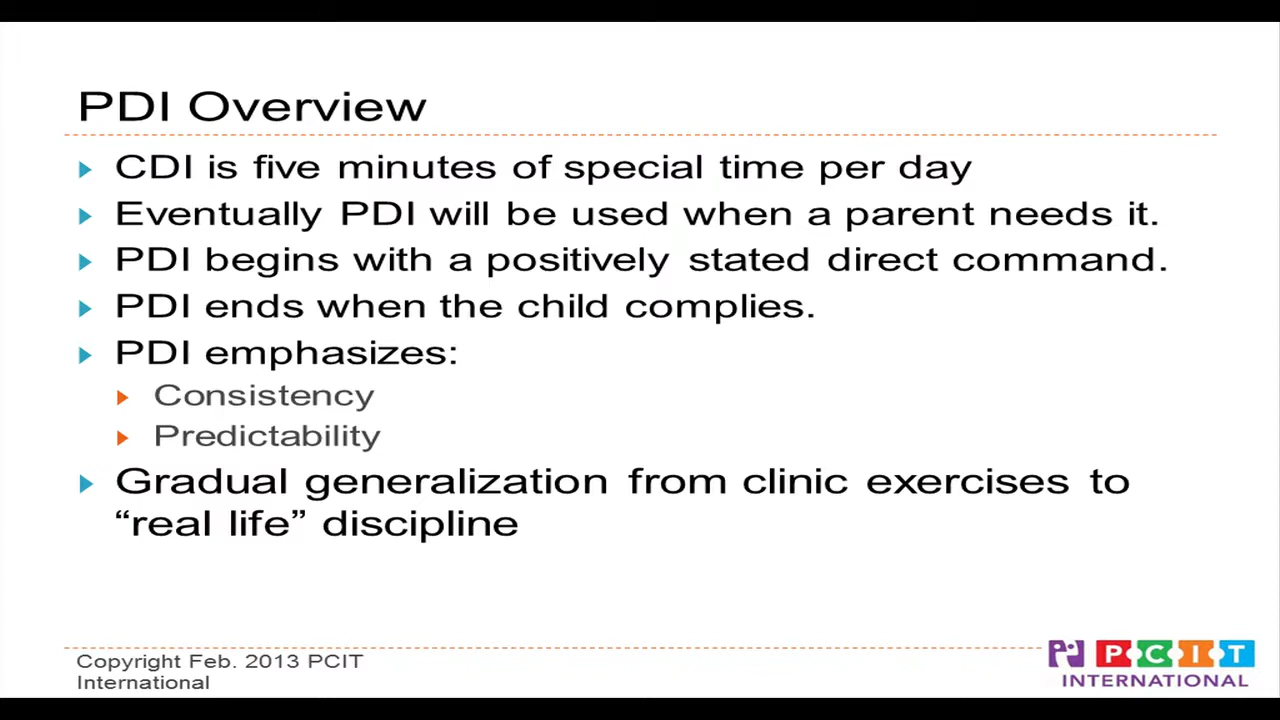 PDI Overview
CDI is five minutes of special time per day
Eventually PDI will be used when a parent needs it.
PDI begins with a positively stated direct command.
PDI ends when the child complies.
PDI emphasizes:
Consistency
Predictability
Gradual generalization from clinic exercises to
“real life” discipline
Copyright Feb. 2013 PCIT
International
PCIT
INTERNATIONAL